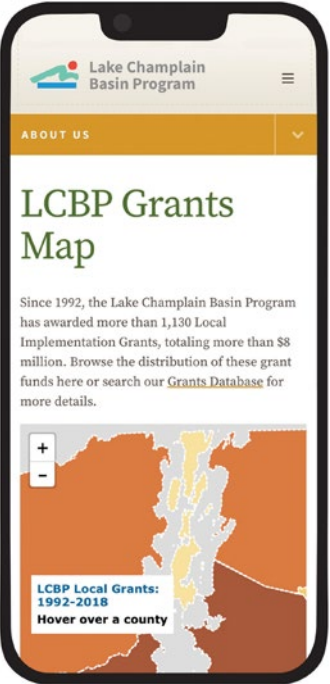 Lake Champlain
Basin Program
ABOUT US
LCBP Grants
Map
Since 1992, the Lake Champlain Basin Program
has awarded more than 1,130 Local
Implementation Grants, totaling more than $8
million. Browse the distribution of these grant
funds here or search our Grants Database for
more details.
+
-
LCBP Local Grants:
1992-2018
Hover over a county